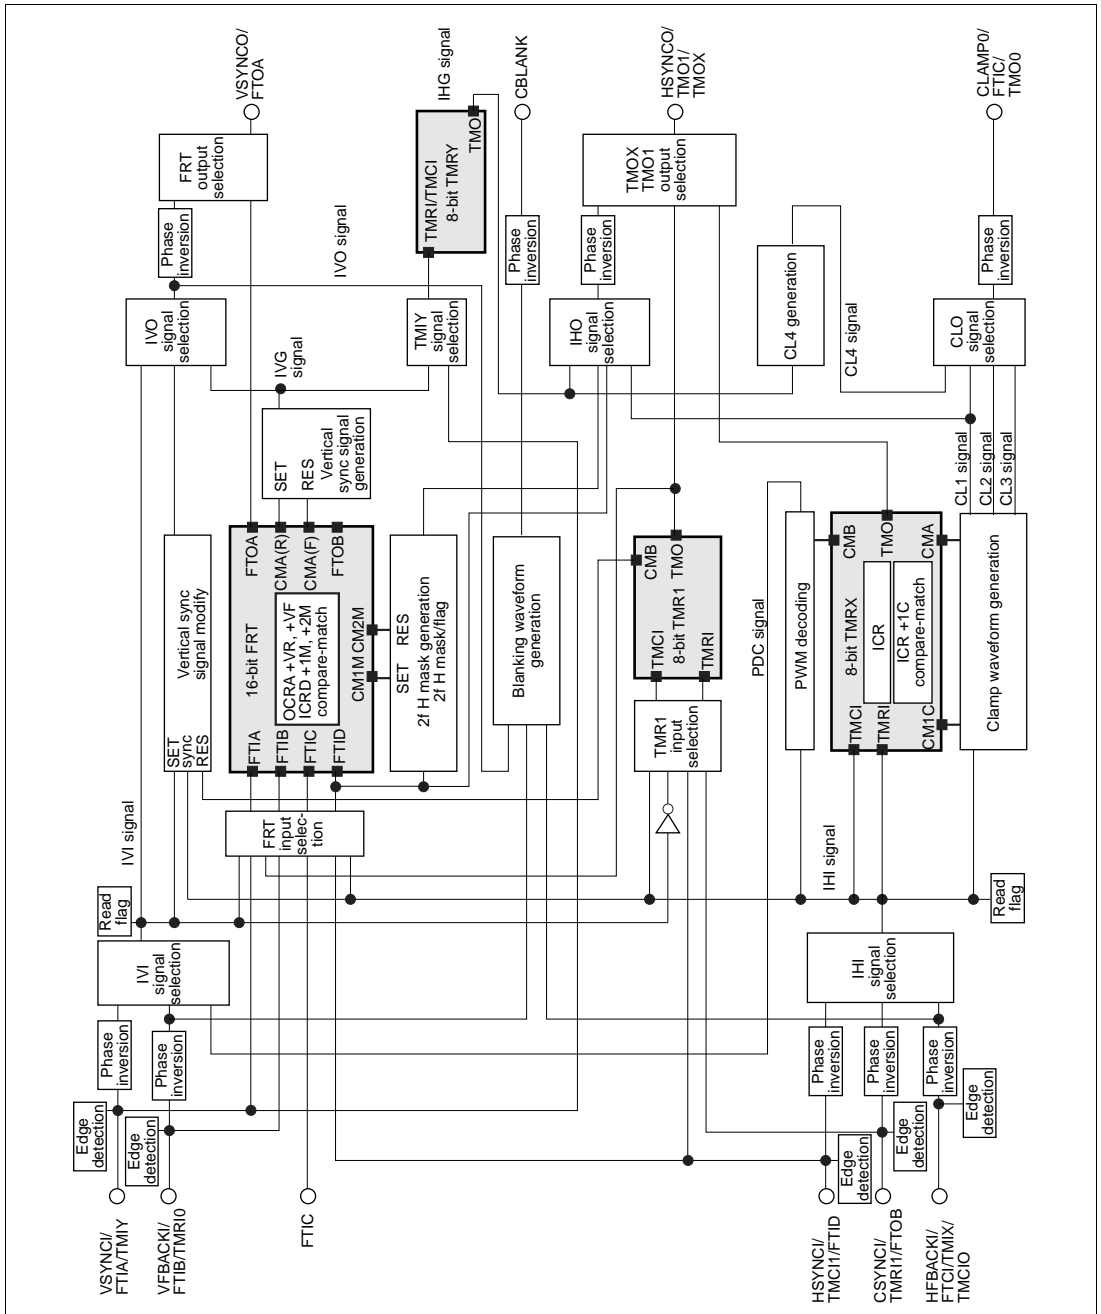 VSYNCO/
FTOA
IHG signal
CBLANK
HSYNCO/
TMO1/
TMOX
CLAMP0/
FTIC/
TMO0
FRT
output
selection
TMO
TMRI/TMCI
8-bit TMRY
TMOX
TMO1
output
selection
Phase
inversion
IVO signal
Phase
inversion
Phase
inversion
Phase
inversion
IVO
signal
selection
TMIY
signal
selection
IHO
signal
selection
CL4 generation
CL4 signal
CLO
signal
selection
IVG
signal
SET
RES
Vertical
sync signal
generation
CL1 signal
CL2 signal
CL3 signal
Vertical sync
signal modify
SET
sync
RES
16-bit FRT
FTOA
CMA(R)
CMA(F)
FTOB
OCRA +VR, +VF
ICRD +1M, +2M
compare-match
CM1M CM2M
FTIA
FTIB
FTIC
FTID
SET
RES
2f H mask generation
2f H mask/flag
Blanking waveform
generation
CMB
TMO
TMCI
8-bit TMR1
TMRI
PDC signal
PWM decoding
CMB
TMO
CMA
8-bit TMRX
ICR
ICR +1C
compare-match
TMCI
TMRI
CM1C
Clamp waveform generation
TMR1
input
selection
FRT
input
selec-
tion
IVI signal
IHI signal
Read
flag
Read
flag
IVI
signal
selection
IHI
signal
selection
Phase
inversion
Phase
inversion
Phase
inversion
Phase
inversion
Phase
inversion
Edge
detection
Edge
detection
Edge
detection
Edge
detection
Edge
detection
VSYNCI/
FTIA/TMIY
VFBACKI/
FTIB/TMRI0
FTIC
HSYNCI/
TMCI1/FTID
CSYNCI/
TMRI1/FTOB
HFBACKI/
FTCI/TMIX/
TMCIO